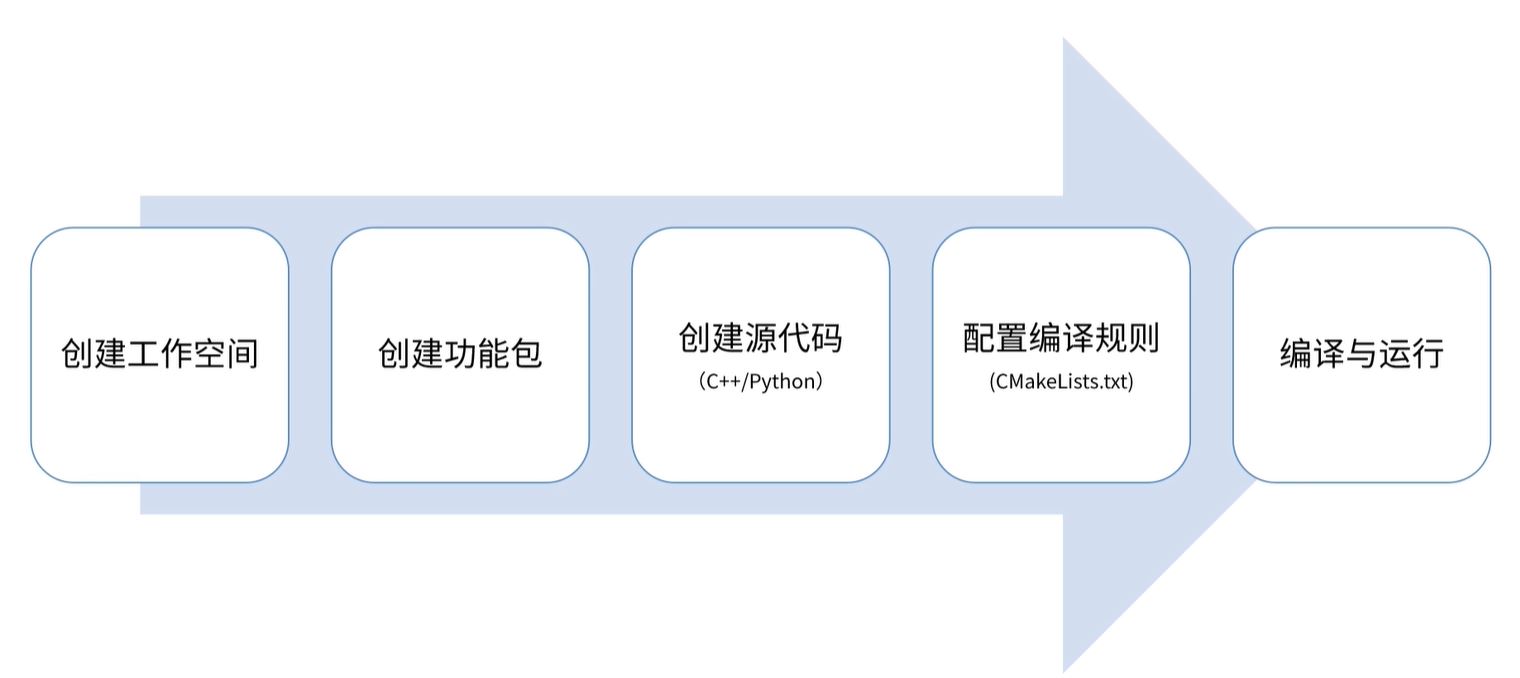 创建工作空间
创建功能包
创建源代码
（C++/Python）
配置编译规则
(CMakeLists.txt)
编译与运行